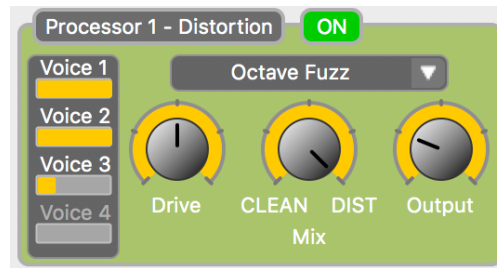 Processor 1 - Distortion
ON
Voice 1
Voice 2
Voice 3
Voice 4
Octave Fuzz
Drive
CLEAN DIST
Mix
Output